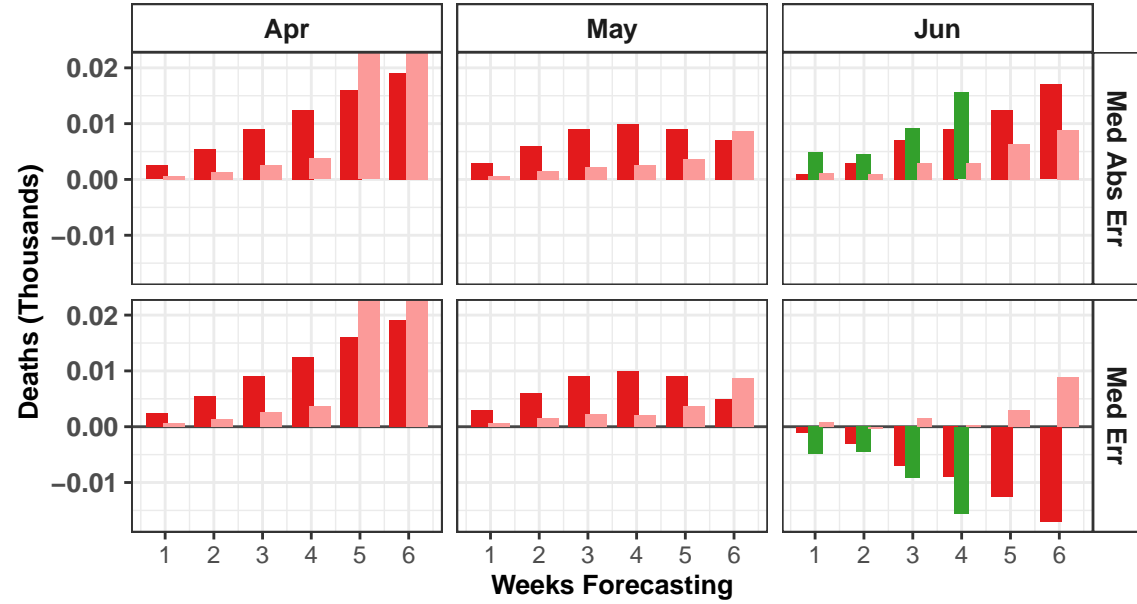 Apr
May
Jun
0.02
0.01
0.00
−0.01
Med Abs Err
0.02
0.01
0.00
−0.01
Med Err
Deaths (Thousands)
1 2 3 4 5 6
1 2 3 4 5 6
1 2 3 4 5 6
Weeks Forecasting